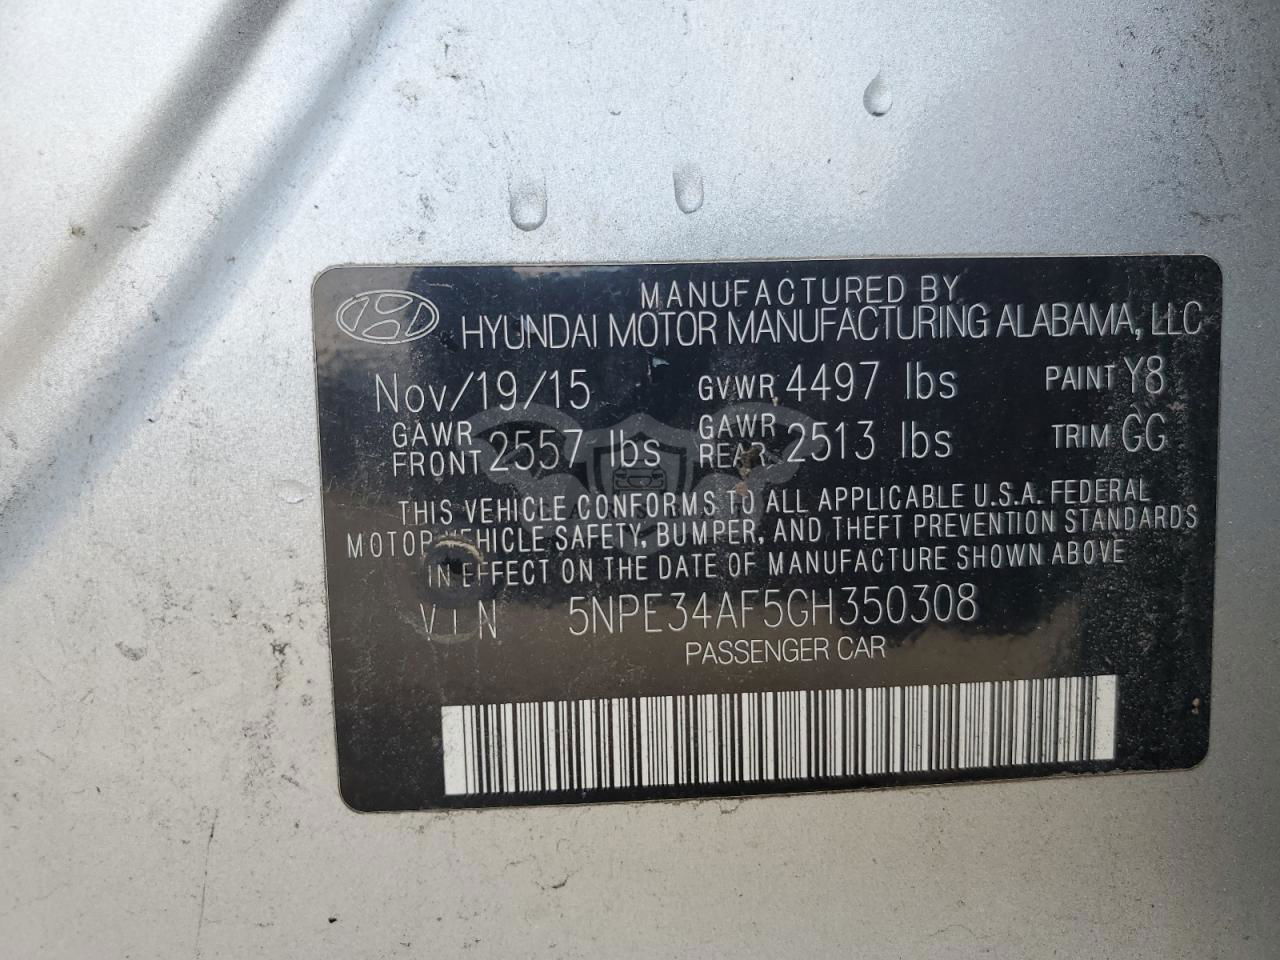 MANUFACTURED BY
HYUNDAI MOTOR MANUFACTURING ALABAMA, LLC
Nov/19/15 GVWR 4497 lbs PAINT Y8
GAWR FRONT 2557 lbs GAWR REAR 2513 lbs TRIM GG
THIS VEHICLE CONFORMS TO ALL APPLICABLE U.S.A. FEDERAL
MOTOR VEHICLE SAFETY, BUMPER, AND THEFT PREVENTION STANDARDS
IN EFFECT ON THE DATE OF MANUFACTURE SHOWN ABOVE
VIN 5NPE34AF5GH350308
PASSENGER CAR